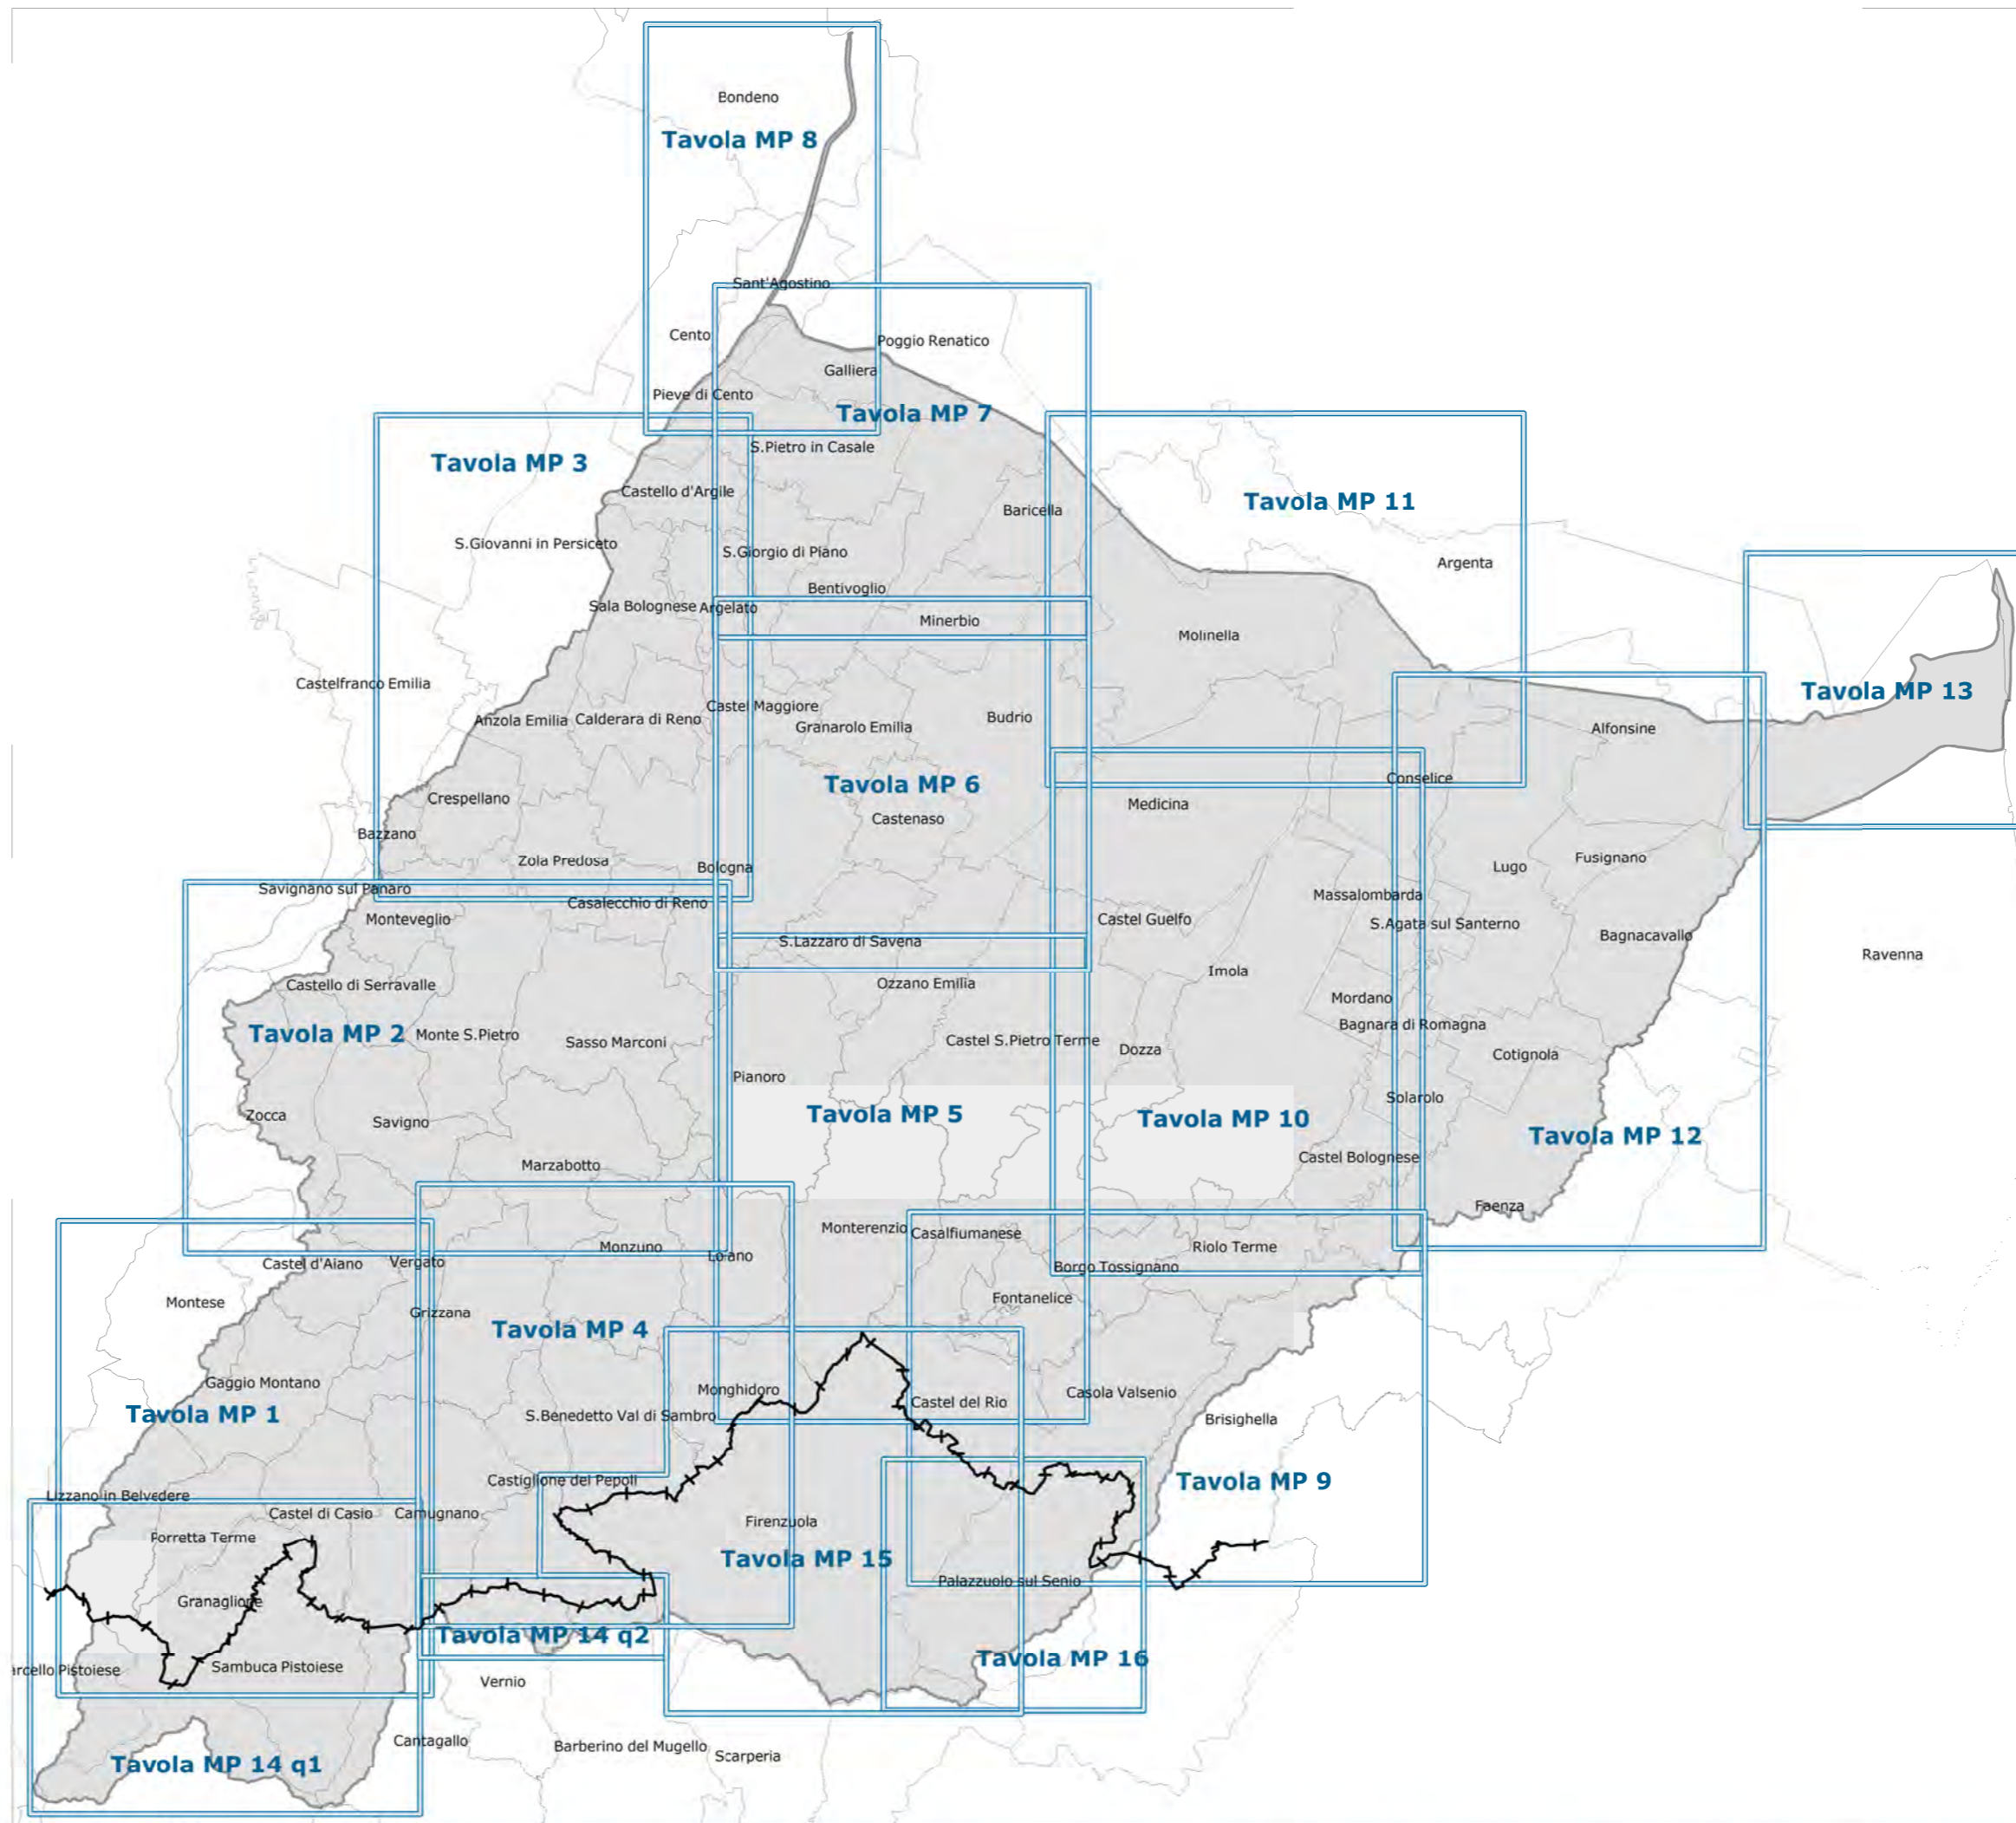 Bondeno
Tavola MP 8
Sant'Agostino
Cento
Poggio Renatico
Galliera
Pieve di Cento
Tavola MP 7
S.Pietro in Casale
Tavola MP 3
Castello d'Argile
Tavola MP 11
Baricella
S.Giovanni in Persiceto
S.Giorgio di Piano
Argenta
Bentivoglio
Sala Bolognese
Argelato
Minerbio
Molinella
Castelfranco Emilia
Tavola MP 13
Castel Maggiore
Anzola Emilia
Calderara di Reno
Budrio
Granarolo Emilia
Alfonsine
Tavola MP 6
Conselice
Crespellano
Medicina
Castenaso
Bazzano
Zola Predosa
Bologna
Lugo
Fusignano
Savignano sul Panaro
Casalecchio di Reno
Massalombarda
Monteveglio
Castel Guelfo
S.Agata sul Santerno
S.Lazzaro di Savena
Bagnacavallo
Ravenna
Imola
Castello di Serravalle
Ozzano Emilia
Mordano
Tavola MP 2
Monte S.Pietro
Bagnara di Romagna
Sasso Marconi
Castel S.Pietro Terme
Dozza
Cotignola
Pianoro
Solarolo
Zocca
Savigno
Tavola MP 5
Tavola MP 10
Tavola MP 12
Marzabotto
Castel Bolognese
Faenza
Monterenzio
Casalfiumanese
Monzuno
Riolo Terme
Loiano
Castel d'Aiano
Vergato
Borgo Tossignano
Montese
Fontanelice
Grizzana
Tavola MP 4
Gaggio Montano
Monghidoro
Casola Valsenio
Castel del Rio
Tavola MP 1
S.Benedetto Val di Sambro
Brisighella
Castiglione dei Pepoli
Tavola MP 9
Lizzano in Belvedere
Castel di Casio
Camugnano
Firenzuola
Porretta Terme
Tavola MP 15
Palazzuolo sul Senio
Granaglione
Tavola MP 14 q2
Tavola MP 16
arcello Pistoiese
Sambuca Pistoiese
Vernio
Cantagallo
Barberino del Mugello
Scarperia
Tavola MP 14 q1